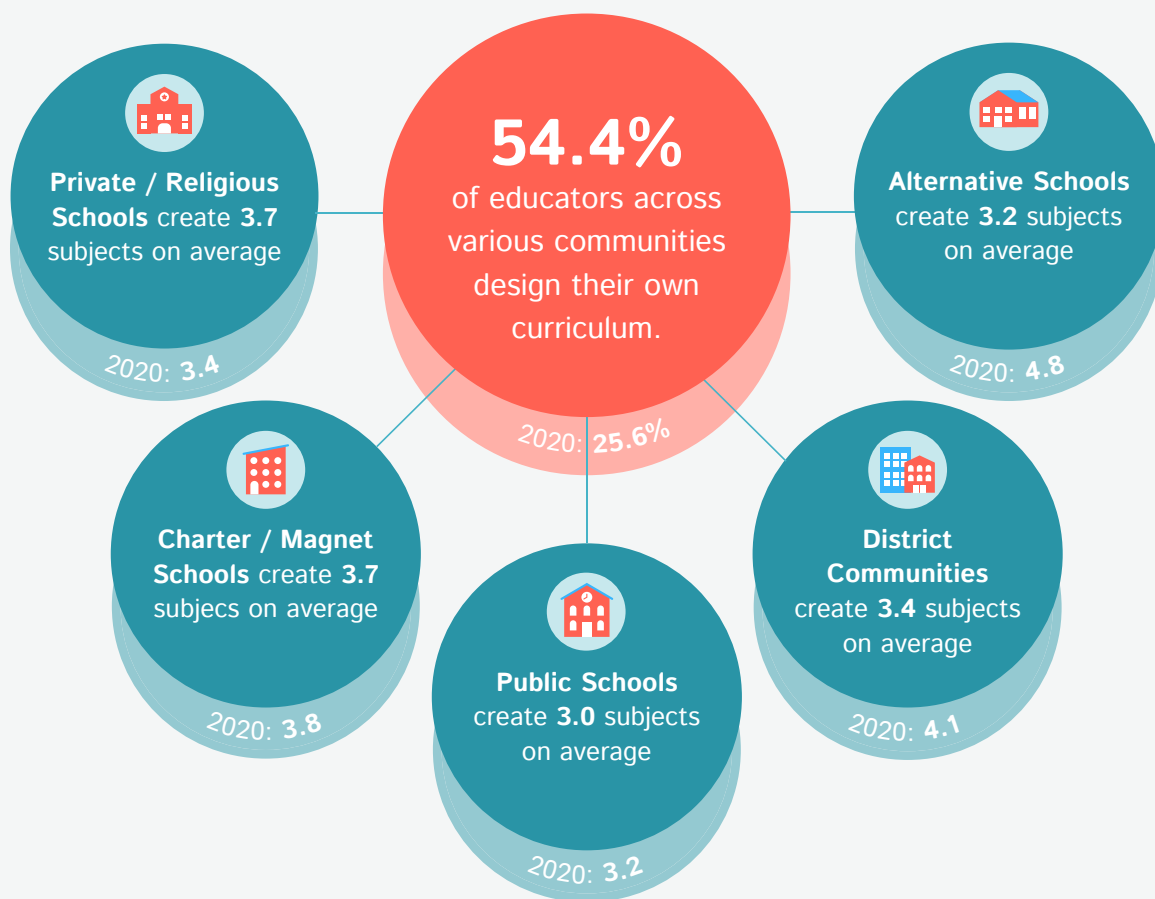 54.4%
of educators across
various communities
design their own
curriculum.
2020: 25.6%
Private / Religious
Schools create 3.7
subjects on average
2020: 3.4
Alternative Schools
create 3.2 subjects
on average
2020: 4.8
Charter / Magnet
Schools create 3.7
subjecs on average
2020: 3.8
District
Communities
create 3.4 subjects
on average
2020: 4.1
Public Schools
create 3.0 subjects
on average
2020: 3.2